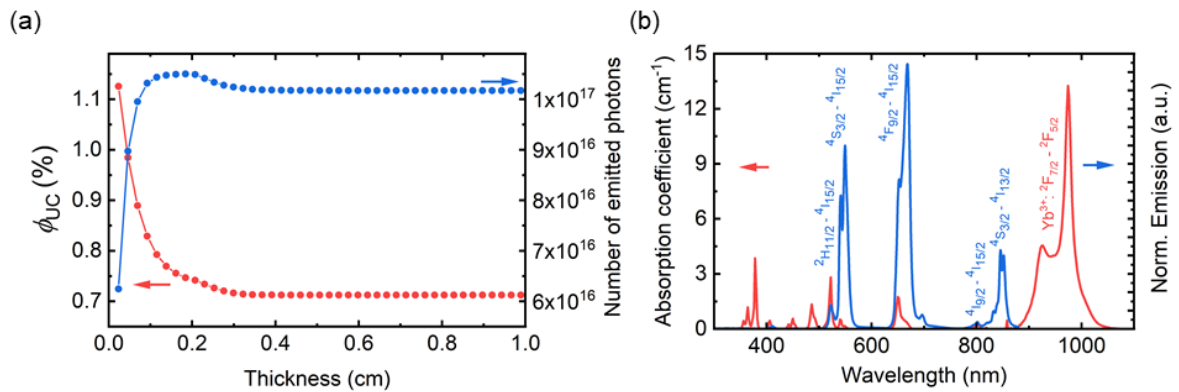 (a)
1.1
1.0
0.9
0.8
0.7
0.0 0.2 0.4 0.6 0.8 1.0
Thickness (cm)
ϕUC (%)
1x10^17
9x10^16
8x10^16
7x10^16
6x10^16
Number of emitted photons
(b)
15
12
9
6
3
0
400 600 800 1000
Wavelength (nm)
Absorption coefficient (cm⁻¹)
²H11/2 - ⁴I15/2
⁴S3/2 - ⁴I15/2
⁴F9/2 - ⁴I15/2
⁴I9/2 - ⁴I15/2
⁴S3/2 - ⁴I13/2
Yb³⁺: ²F7/2 - ²F5/2
Norm. Emission (a.u.)